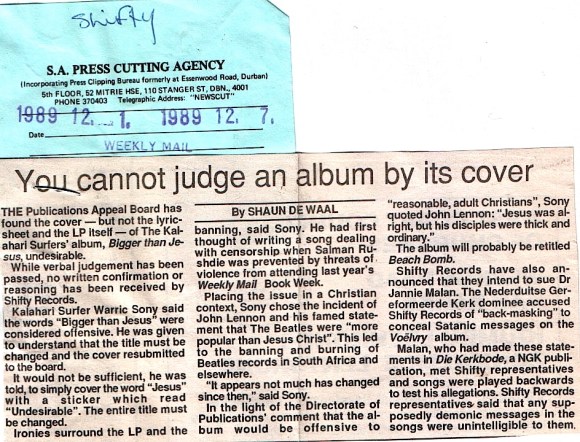 Shifty
S.A. PRESS CUTTING AGENCY
(Incorporating Press Clipping Bureau formerly at Essenwood Road, Durban)
5th FLOOR, 52 MITRIE HSE, 110 STANGER ST, DBN., 4001
PHONE 370403 Telegraphic Address: "NEWSCUT"
1989 12. - 1. 1989 12. 7.
Date
WEEKLY MAIL
You cannot judge an album by its cover
THE Publications Appeal Board has
found the cover — but not the lyric-
sheet and the LP itself — of The Kal-
ahari Surfers' album, Bigger than Je-
sus, undesirable.
While verbal judgement has been
passed, no written confirmation or
reasoning has been received by
Shifty Records.
Kalahari Surfer Warric Sony said
the words "Bigger than Jesus" were
considered offensive. He was given
to understand that the title must be
changed and the cover resubmitted
to the board.
It would not be sufficient, he was
told, to simply cover the word "Jesus"
with a sticker which read
"Undesirable". The entire title must
be changed.
Ironies surround the LP and the
By SHAUN DE WAAL
banning, said Sony. He had first
thought of writing a song dealing
with censorship when Salman Ru-
shdie was prevented by threats of
violence from attending last year's
Weekly Mail Book Week.
Placing the issue in a Christian
context, Sony chose the incident of
John Lennon and his famed state-
ment that The Beatles were "more
popular than Jesus Christ". This led
to the banning and burning of
Beatles records in South Africa and
elsewhere.
"It appears not much has changed
since then," said Sony.
In the light of the Directorate of
Publications' comment that the al-
bum would be offensive to
"reasonable, adult Christians", Sony
quoted John Lennon: "Jesus was al-
right, but his disciples were thick and
ordinary."
The album will probably be retitled
Beach Bomb.
Shifty Records have also an-
nounced that they intend to sue Dr
Jannie Malan. The Nederduitse Ger-
eformeerde Kerk dominee accused
Shifty Records of "back-masking" to
conceal Satanic messages on the
Voëlvry album.
Malan, who had made these state-
ments in Die Kerkbode, a NGK publi-
cation, met Shifty representatives
and songs were played backwards
to test his allegations. Shifty Records
representatives said that any sup-
posedly demonic messages in the
songs were unintelligible to them.